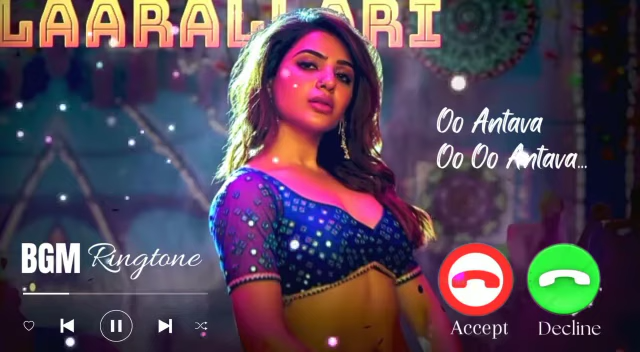 LAARALLARI
Oo Antava
Oo Oo Antava...
BGM Ringtone
Accept
Decline